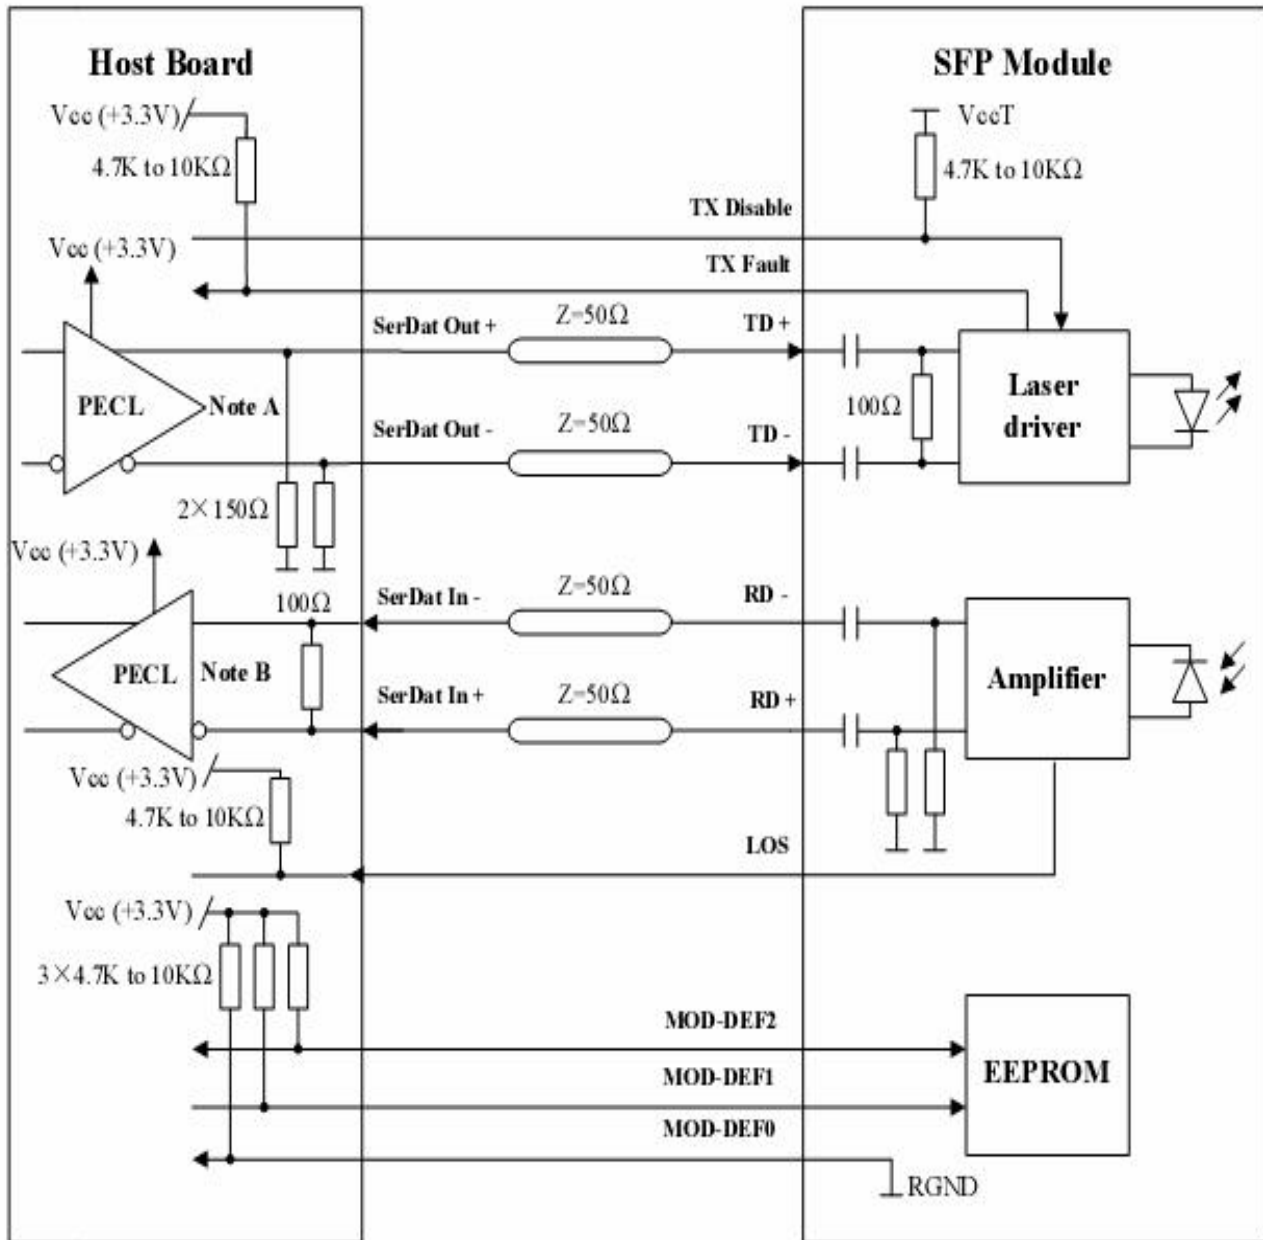 Host Board
SFP Module
Vcc (+3.3V)
4.7K to 10KΩ
VccT
4.7K to 10KΩ
TX Disable
Vcc (+3.3V)
TX Fault
SerDat Out +
Z=50Ω
TD +
PECL
Note A
100Ω
Laser
driver
SerDat Out -
Z=50Ω
TD -
2×150Ω
Vcc (+3.3V)
100Ω
SerDat In -
Z=50Ω
RD -
PECL
Note B
Amplifier
SerDat In +
Z=50Ω
RD +
Vcc (+3.3V)
4.7K to 10KΩ
LOS
Vcc (+3.3V)
3×4.7K to 10KΩ
MOD-DEF2
EEPROM
MOD-DEF1
MOD-DEF0
RGND